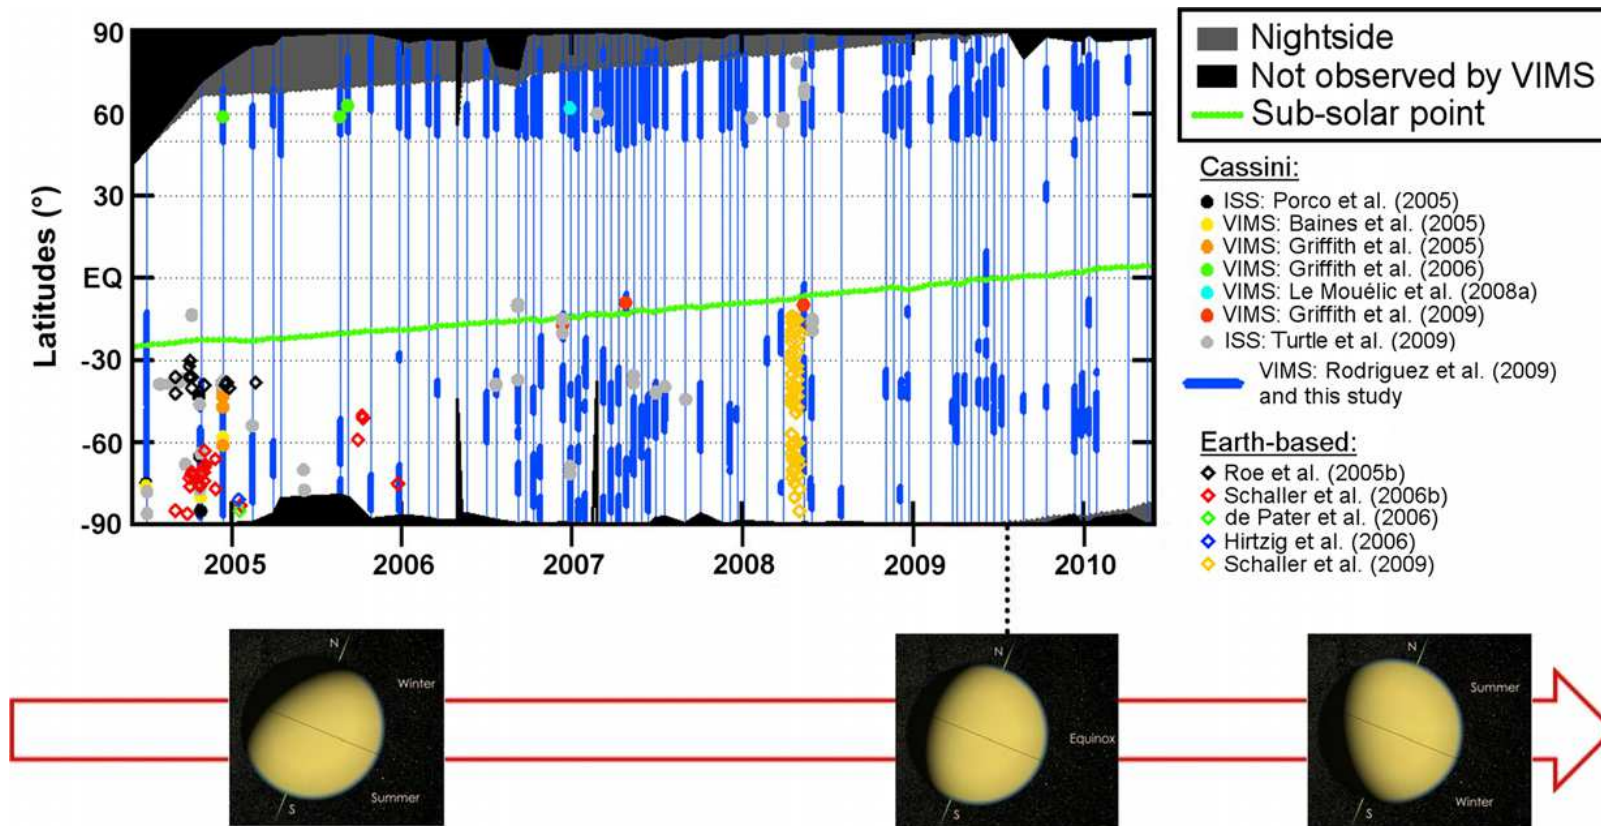 90
60
30
EQ
-30
-60
-90
Latitudes (°)
2005
2006
2007
2008
2009
2010
Nightside
Not observed by VIMS
Sub-solar point
Cassini:
ISS: Porco et al. (2005)
VIMS: Baines et al. (2005)
VIMS: Griffith et al. (2005)
VIMS: Griffith et al. (2006)
VIMS: Le Mouélic et al. (2008a)
VIMS: Griffith et al. (2009)
ISS: Turtle et al. (2009)
VIMS: Rodriguez et al. (2009)
and this study
Earth-based:
Roe et al. (2005b)
Schaller et al. (2006b)
de Pater et al. (2006)
Hirtzig et al. (2006)
Schaller et al. (2009)
N
Winter
Summer
S
N
Equinox
S
N
Summer
Winter
S